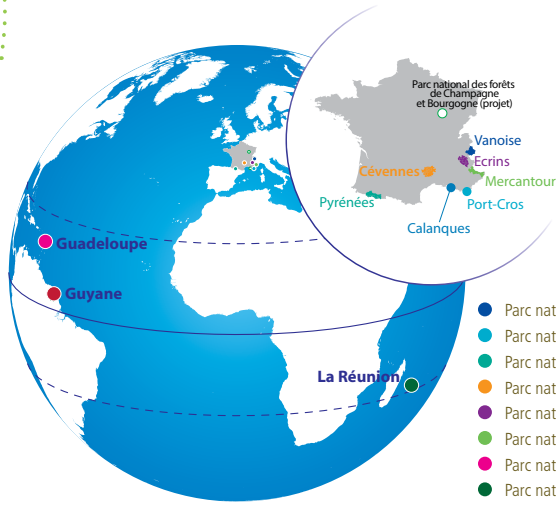 Parc national des forêts
de Champagne
et Bourgogne (projet)
Vanoise
Ecrins
Cévennes
Mercantour
Pyrénées
Port-Cros
Calanques
Guadeloupe
Guyane
La Réunion
Parc nat
Parc nat
Parc nat
Parc nat
Parc nat
Parc nat
Parc nat
Parc nat